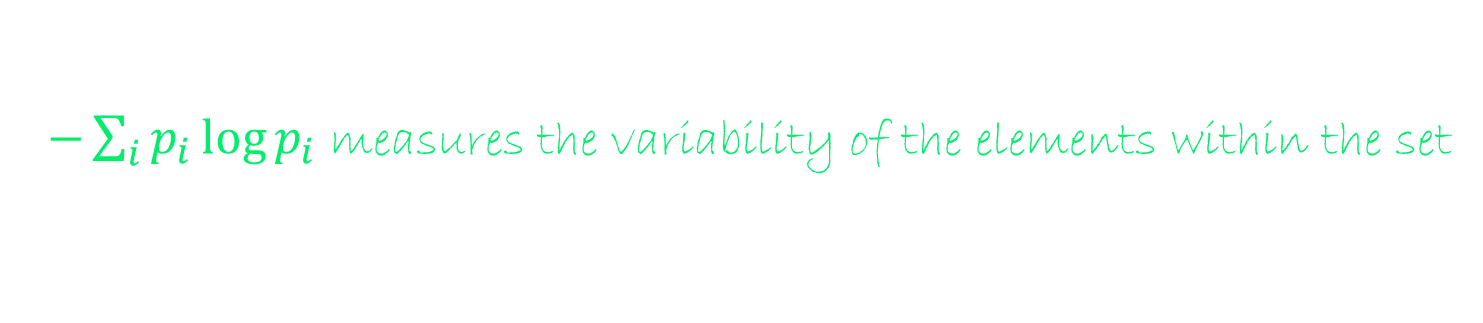 −∑ᵢ pᵢ log pᵢ measures the variability of the elements within the set